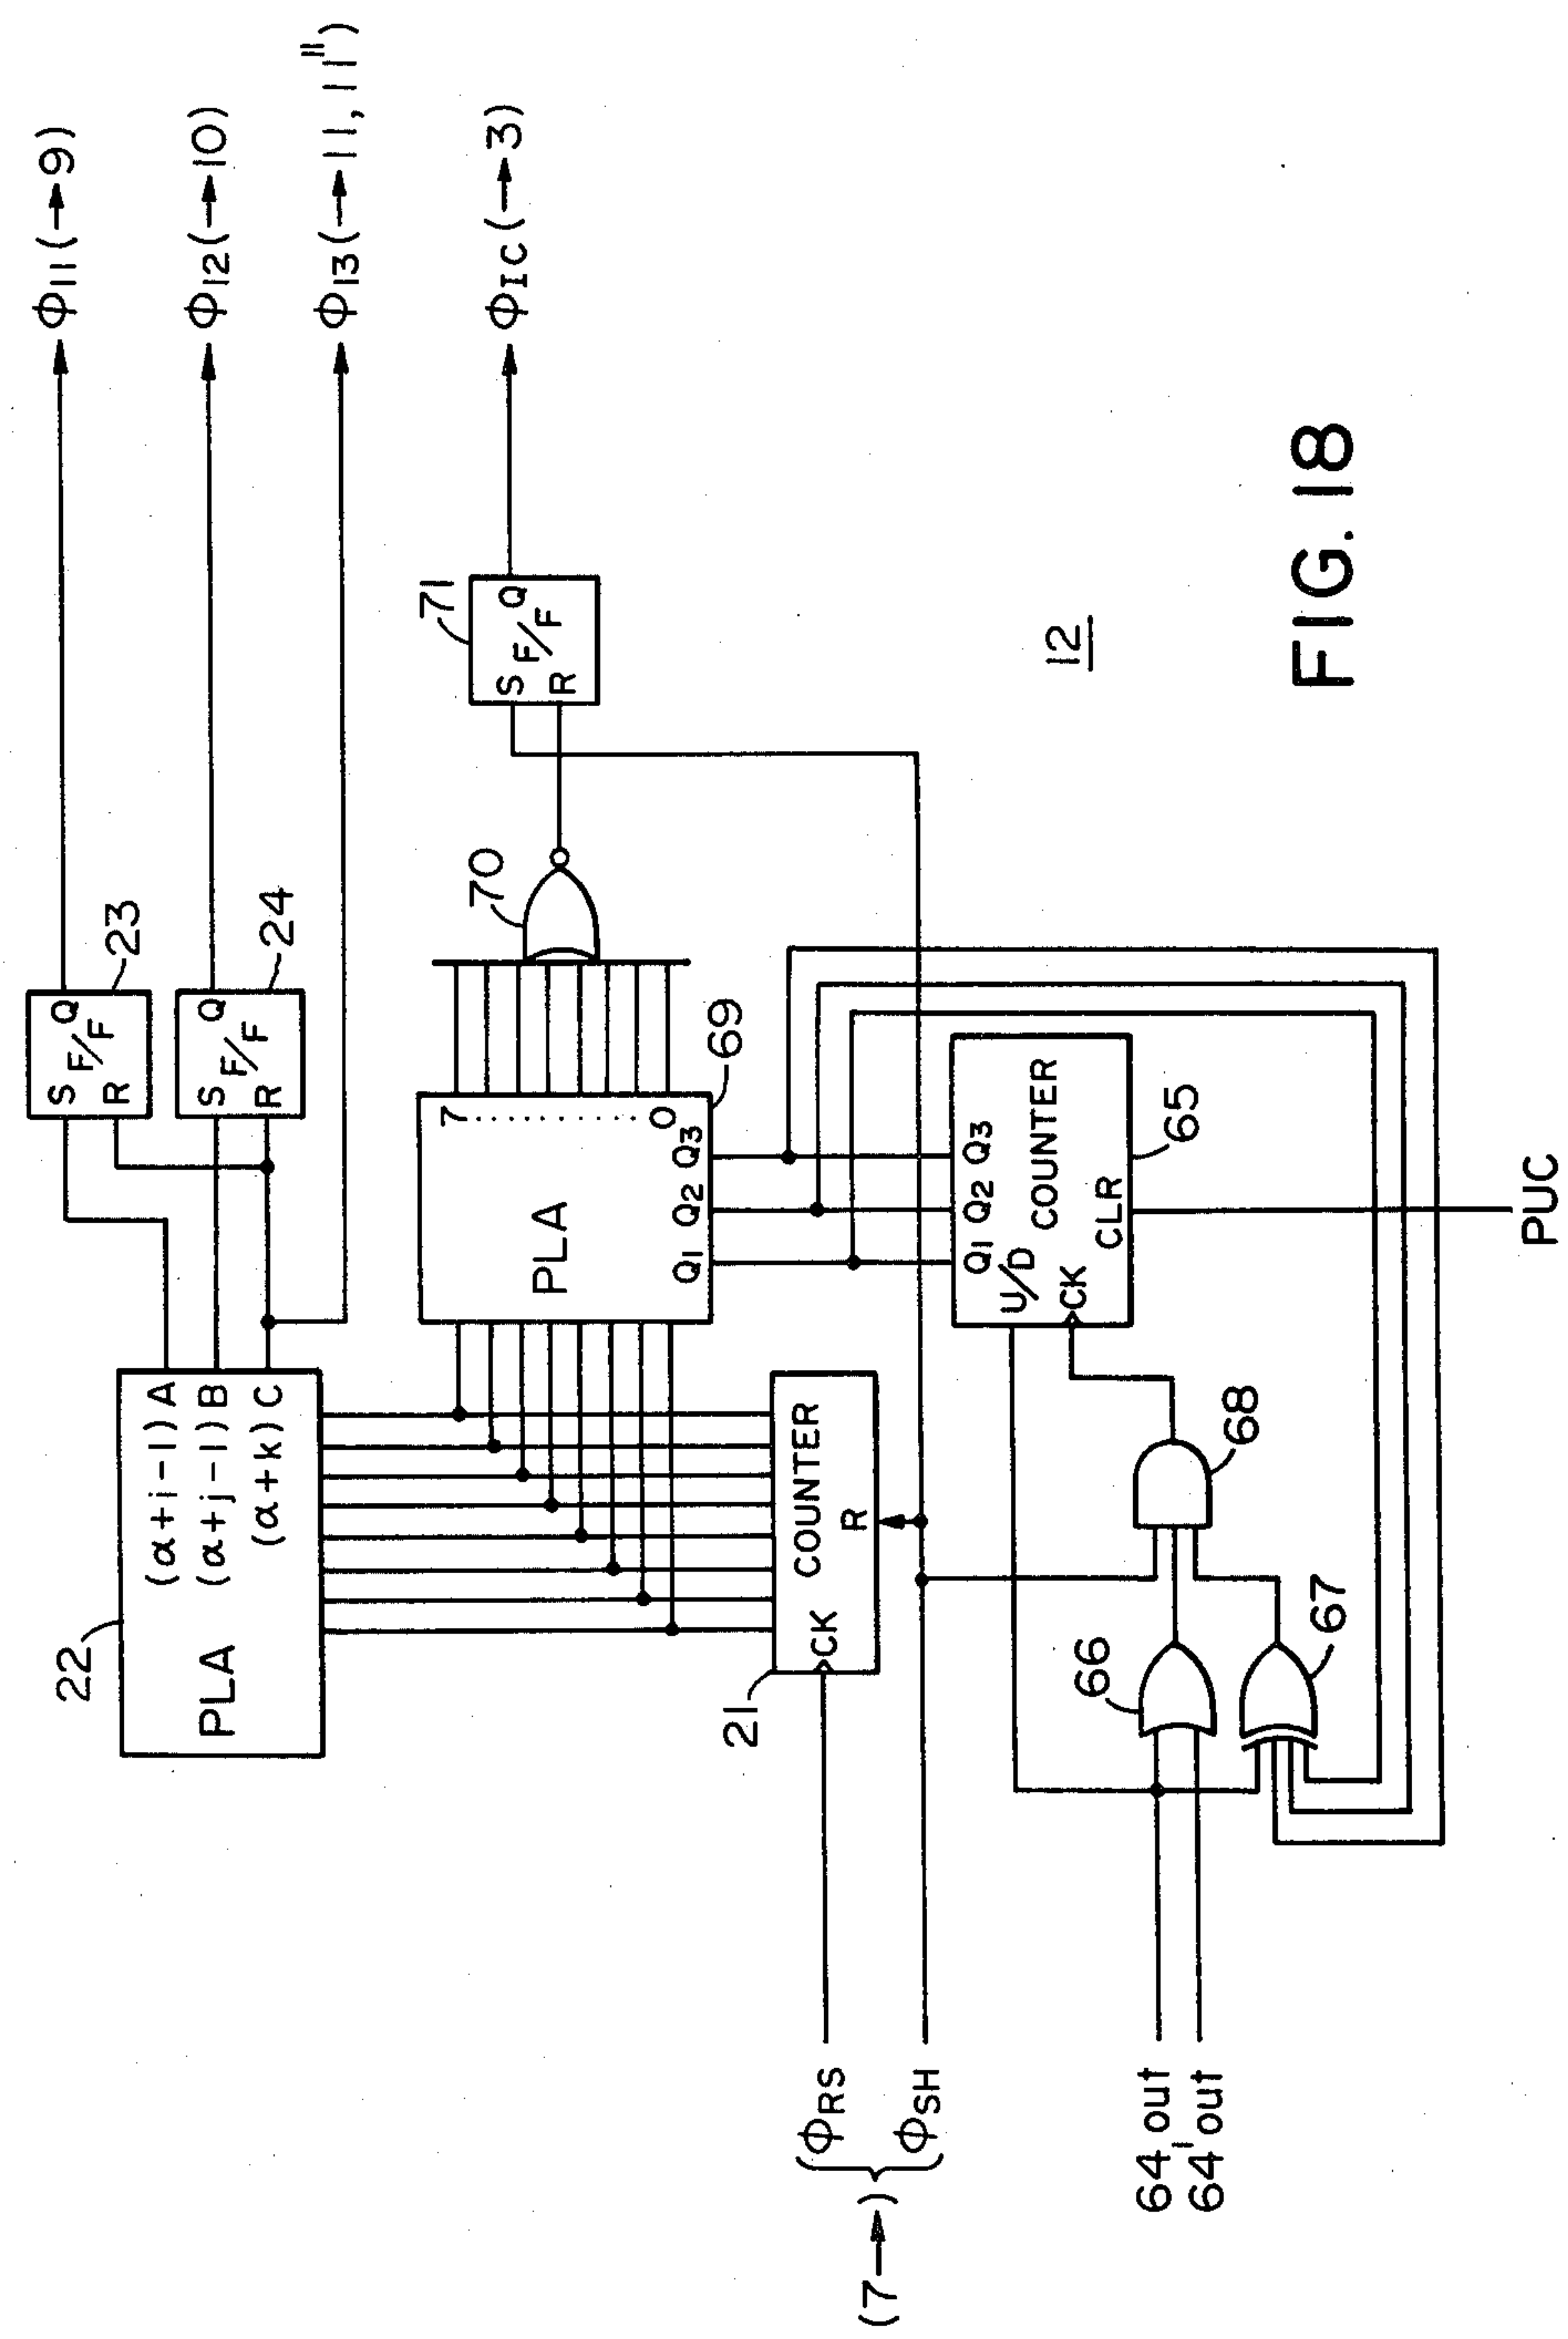 22
PLA
(α+i−1) A
(α+j−1) B
(α+k) C
S Q
F/F
R
23
S Q
F/F
R
24
ϕ11(→9)
ϕ12(→10)
ϕ13(→11, 11")
ϕIC(→3)
PLA
7..........0
Q1 Q2 Q3
69
70
S Q
F/F
R
71
21
CK
COUNTER
R
(7→)
ϕRS
ϕSH
Q1 Q2 Q3
U/D
COUNTER
CK
CLR
65
66
67
68
64 out
64' out
PUC
12
FIG. 18